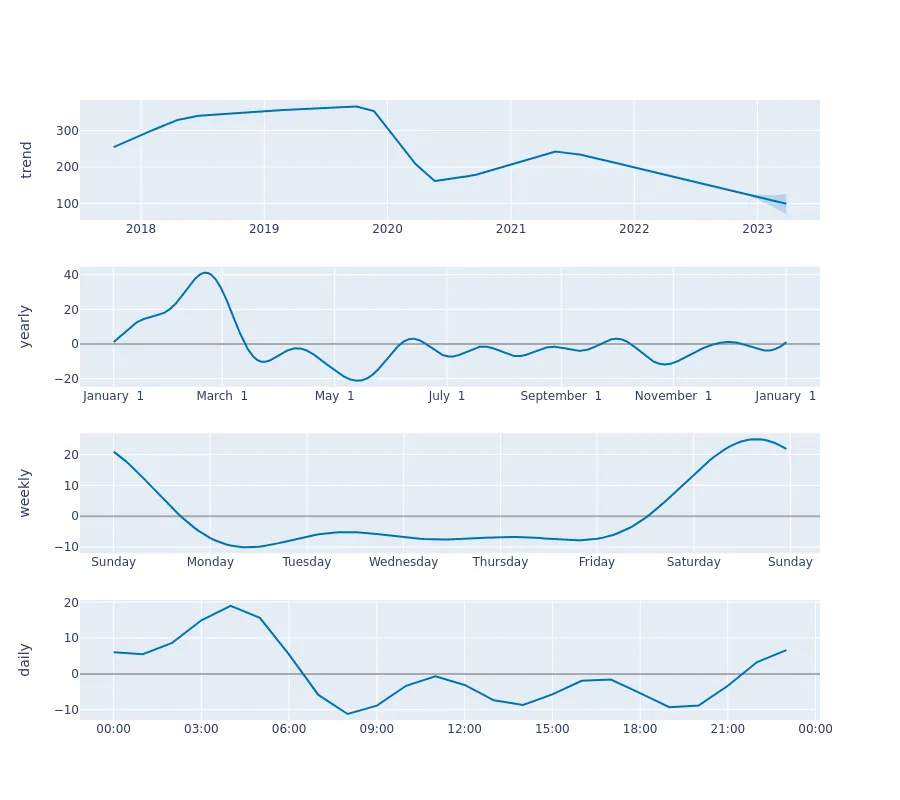 trend
300
200
100
2018 2019 2020 2021 2022 2023
yearly
40
20
0
−20
January 1 March 1 May 1 July 1 September 1 November 1 January 1
weekly
20
10
0
−10
Sunday Monday Tuesday Wednesday Thursday Friday Saturday Sunday
daily
20
10
0
−10
00:00 03:00 06:00 09:00 12:00 15:00 18:00 21:00 00:00